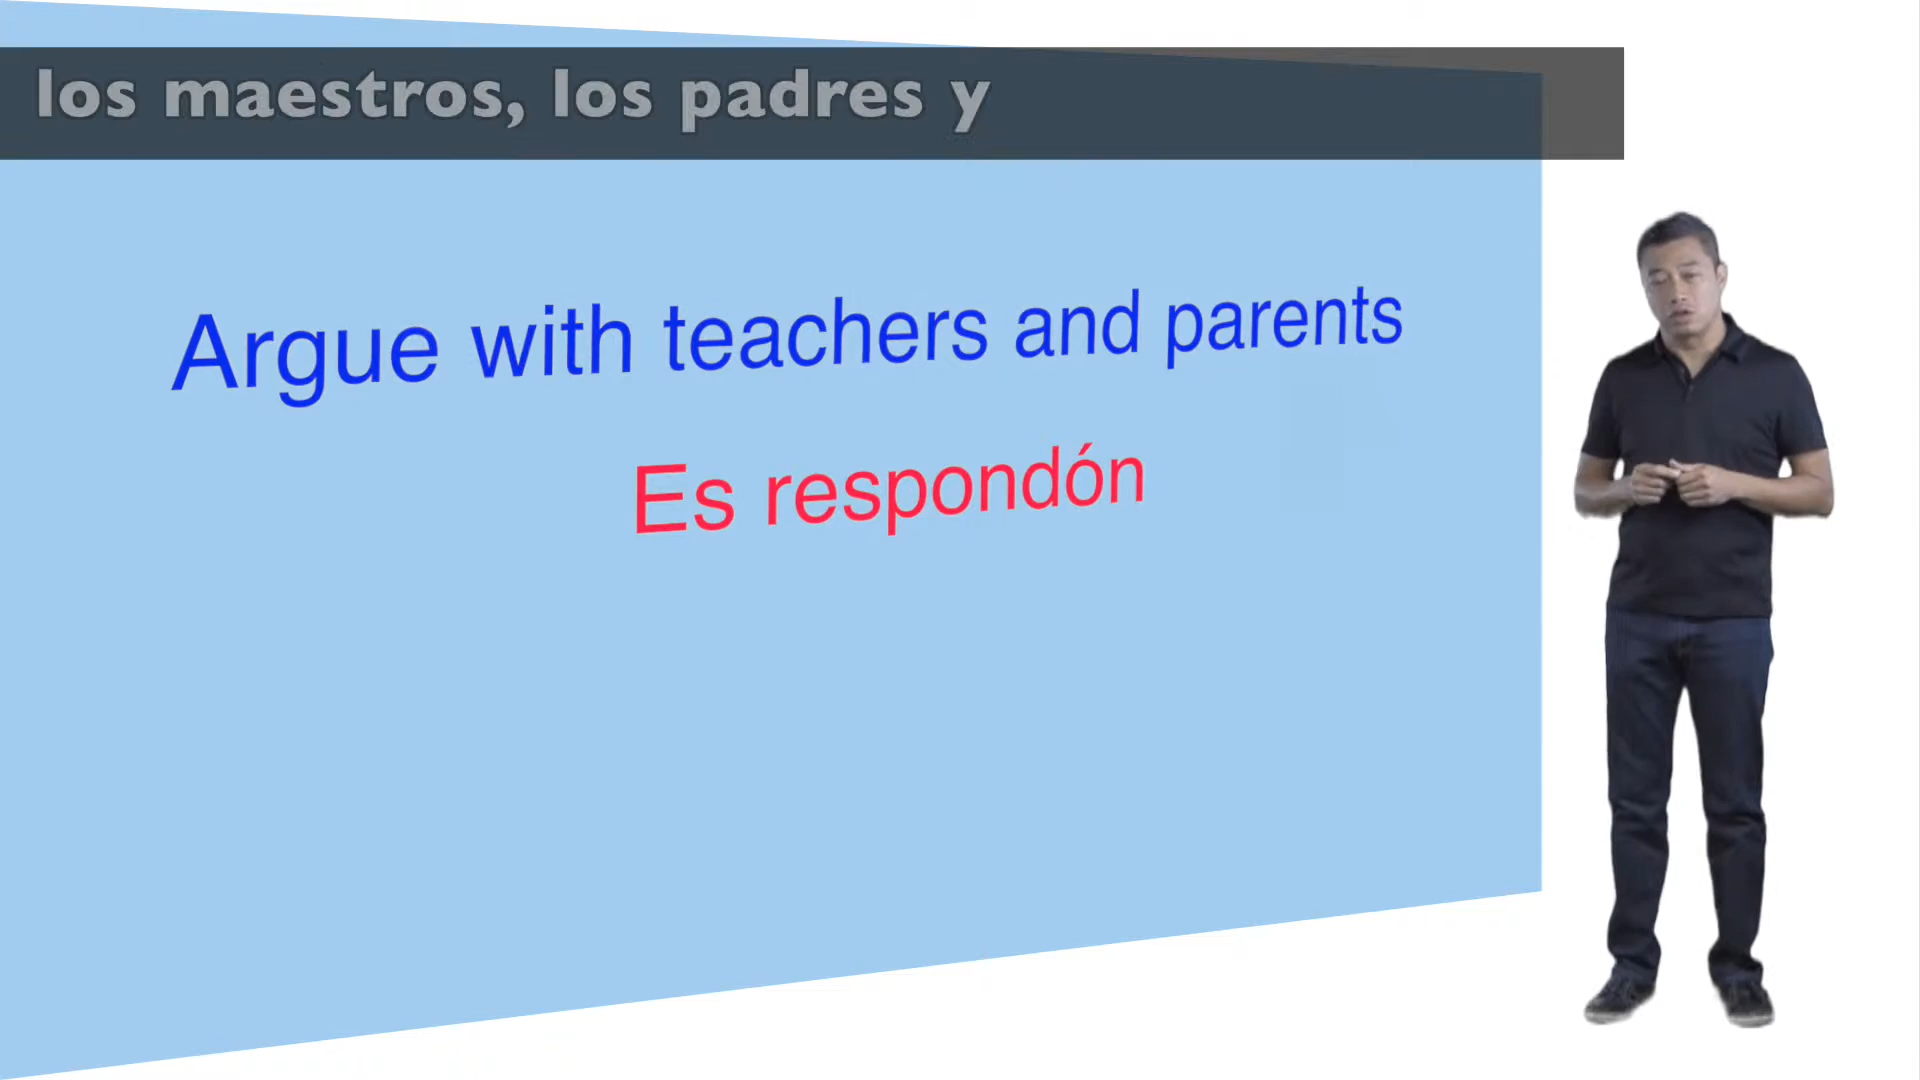 los maestros, los padres y
Argue with teachers and parents
Es respondón